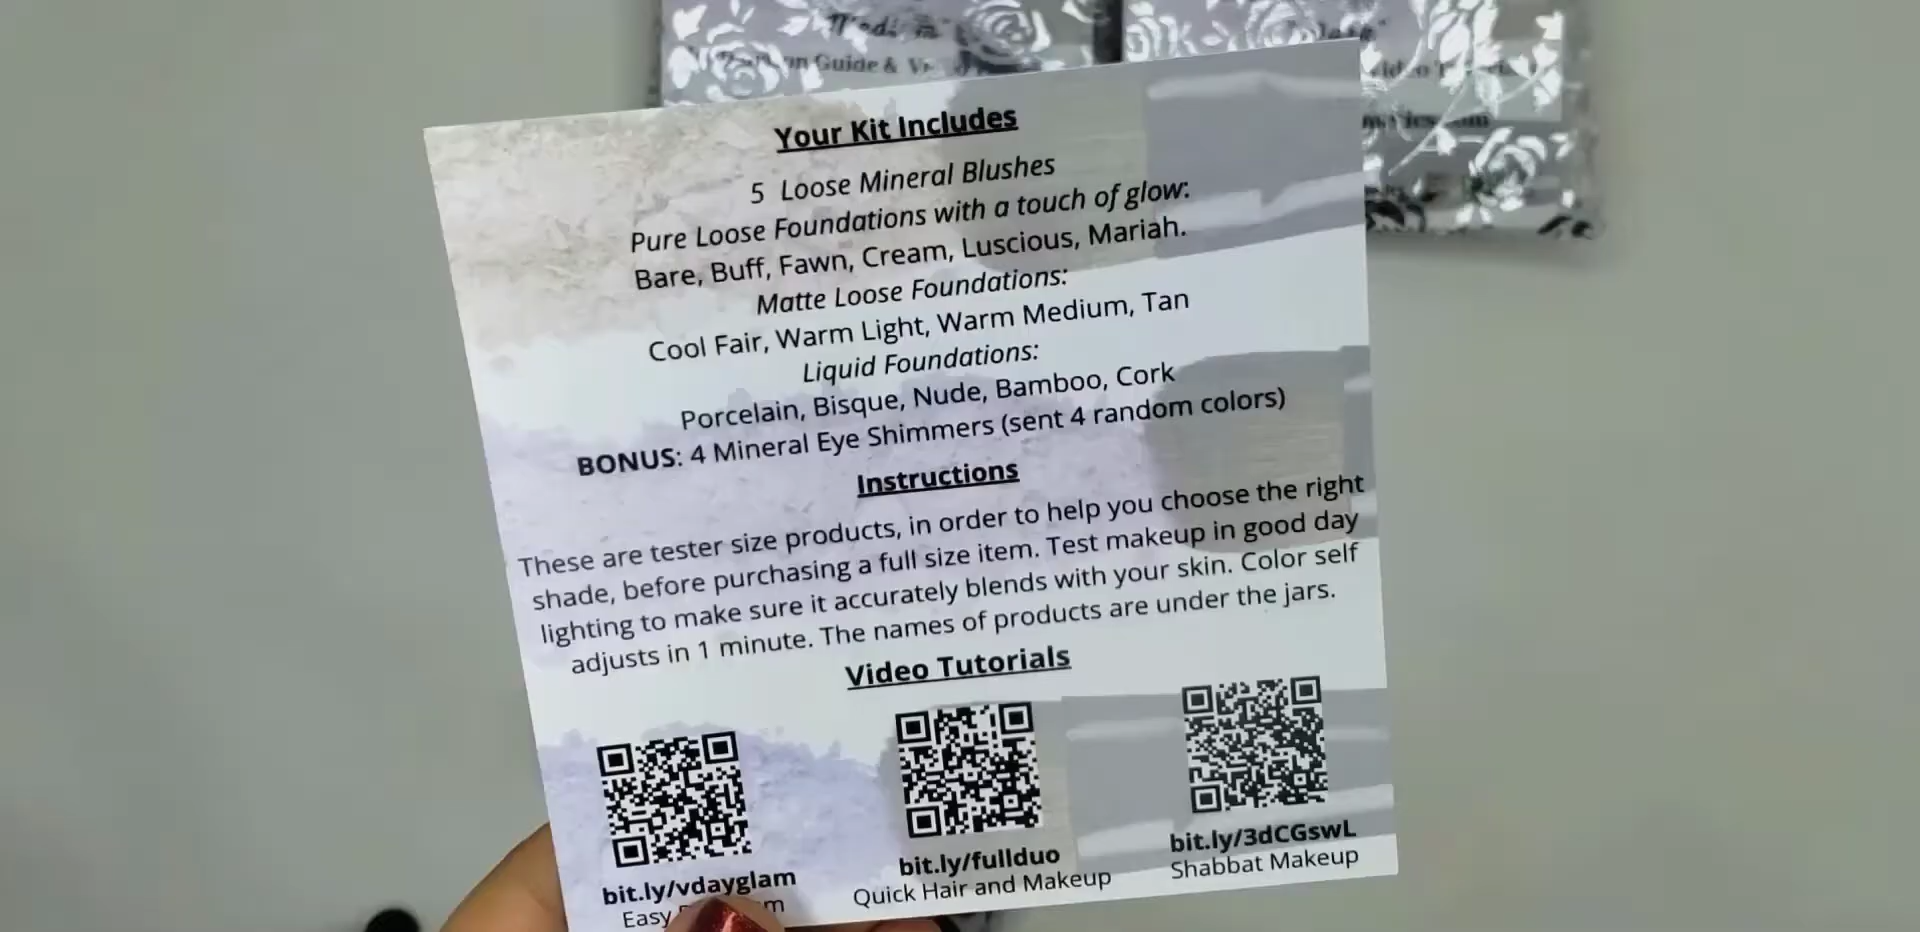 Guide &
Your Kit Includes
5 Loose Mineral Blushes
Pure Loose Foundations with a touch of glow:
Bare, Buff, Fawn, Cream, Luscious, Mariah.
Matte Loose Foundations:
Cool Fair, Warm Light, Warm Medium, Tan
Liquid Foundations:
Porcelain, Bisque, Nude, Bamboo, Cork
BONUS: 4 Mineral Eye Shimmers (sent 4 random colors)
Instructions
These are tester size products, in order to help you choose the right
shade, before purchasing a full size item. Test makeup in good day
lighting to make sure it accurately blends with your skin. Color self
adjusts in 1 minute. The names of products are under the jars.
Video Tutorials
bit.ly/vdayglam
Easy
bit.ly/fullduo
Quick Hair and Makeup
bit.ly/3dCGswL
Shabbat Makeup